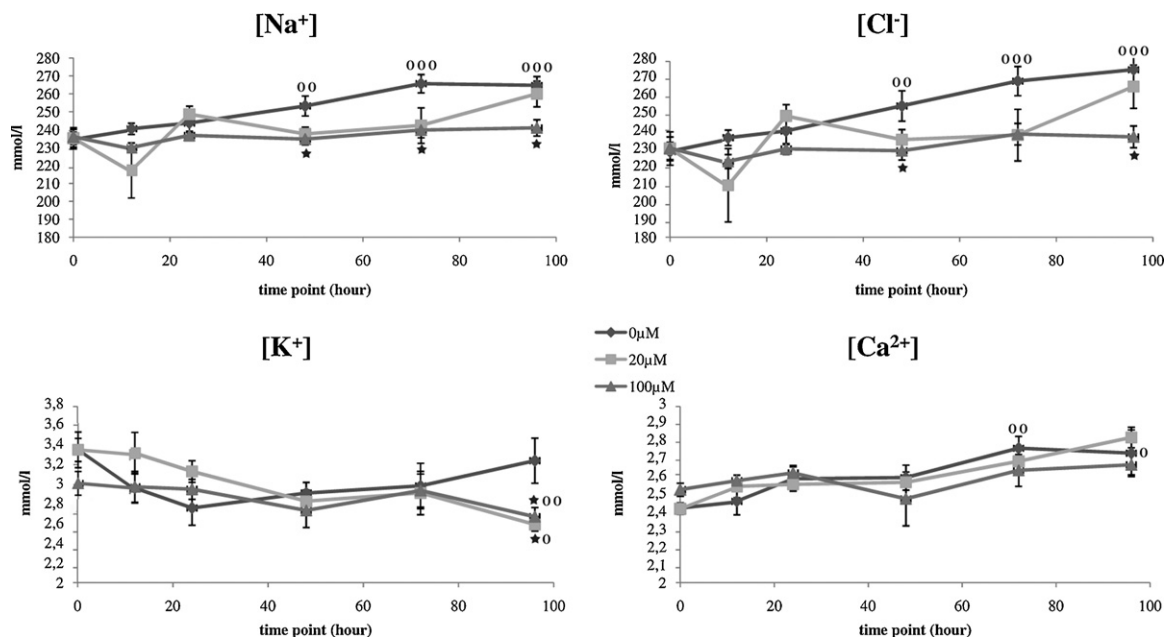 [Na⁺]
280
270
260
250
240
230
220
210
200
190
180
mmol/l
ooo
ooo
oo
★
★
★
0
20
40
60
80
100
time point (hour)
[Cl⁻]
280
270
260
250
240
230
220
210
200
190
180
mmol/l
ooo
ooo
oo
★
★
0
20
40
60
80
100
time point (hour)
0µM
20µM
100µM
[K⁺]
3,8
3,6
3,4
3,2
3
2,8
2,6
2,4
2,2
2
mmol/l
★oo
★o
0
20
40
60
80
100
time point (hour)
[Ca²⁺]
3
2,9
2,8
2,7
2,6
2,5
2,4
2,3
2,2
2,1
2
mmol/l
oo
o
0
20
40
60
80
100
time point (hour)